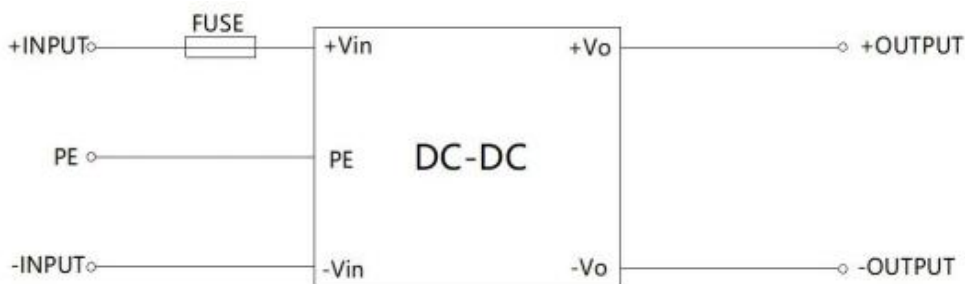 FUSE
+INPUT +Vin +Vo +OUTPUT
PE PE DC-DC
-INPUT -Vin -Vo -OUTPUT